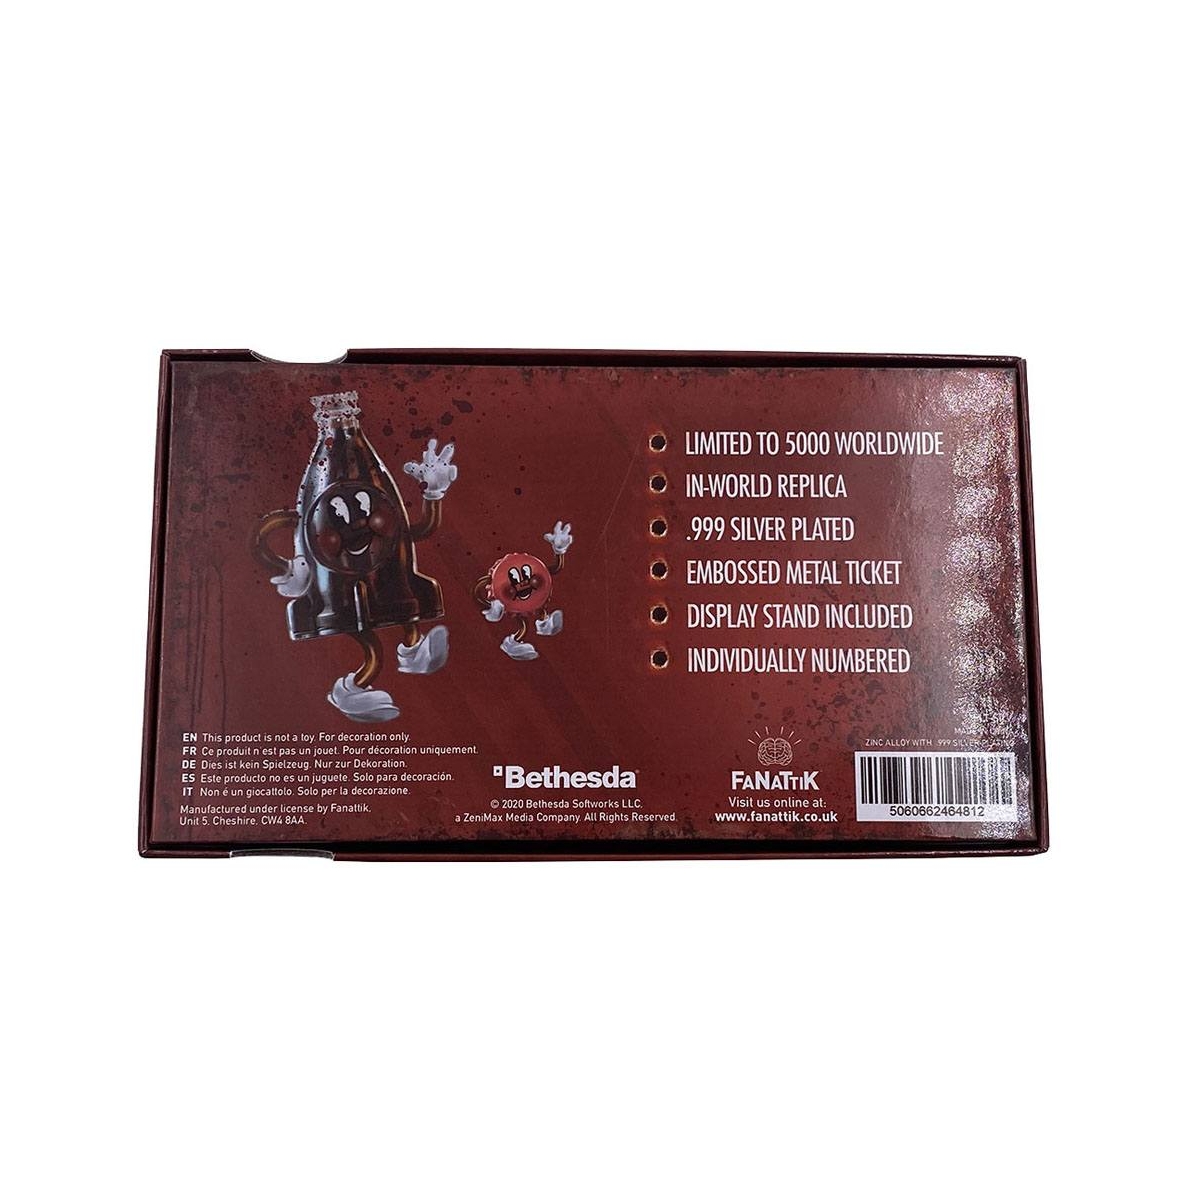 LIMITED TO 5000 WORLDWIDE
IN-WORLD REPLICA
.999 SILVER PLATED
EMBOSSED METAL TICKET
DISPLAY STAND INCLUDED
INDIVIDUALLY NUMBERED
EN This product is not a toy. For decoration only.
FR Ce produit n'est pas un jouet. Pour décoration uniquement.
DE Dies ist kein Spielzeug. Nur zur Dekoration.
ES Este producto no es un juguete. Solo para decoración.
IT Non é un giocattolo. Solo per la decorazione.
Manufactured under license by Fanattik.
Unit 5. Cheshire. CW4 8AA.
Bethesda
© 2020 Bethesda Softworks LLC.
a ZeniMax Media Company. All Rights Reserved.
FANATTIK
Visit us online at:
www.fanattik.co.uk
MADE IN
ZINC ALLOY WITH .999 SILVER PLATING
5060662464812